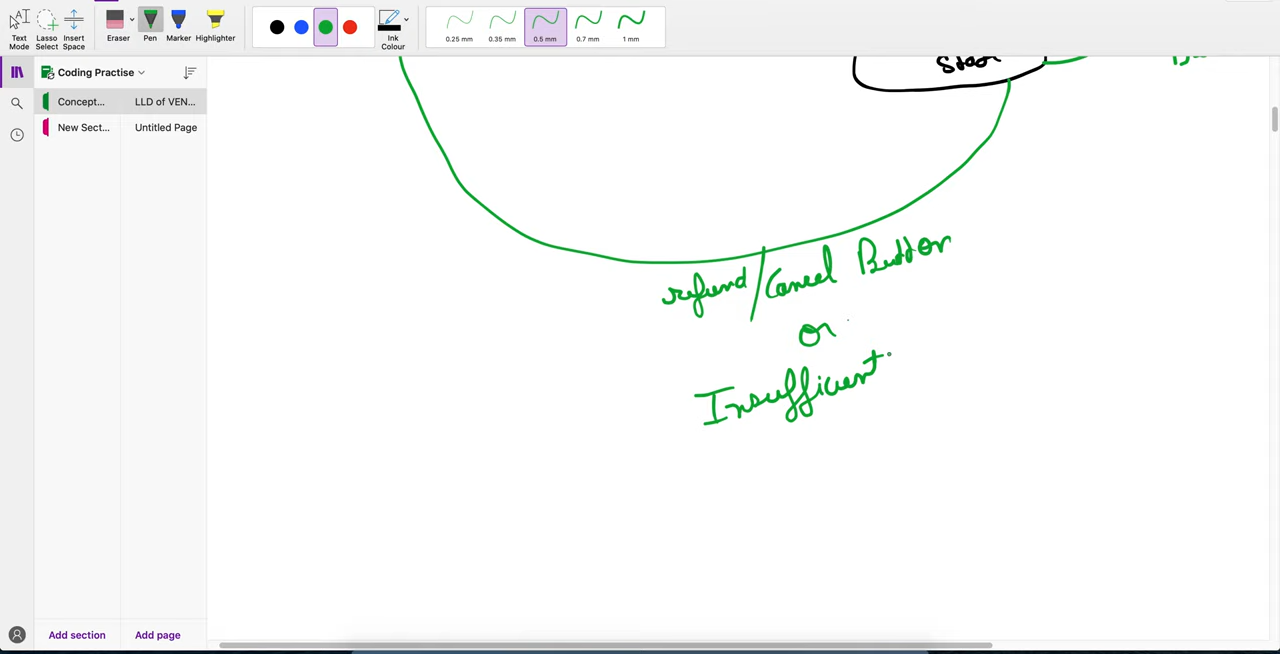 Text Mode
Lasso Select
Insert Space
Eraser
Pen
Marker
Highlighter
Ink Colour
0.25 mm
0.35 mm
0.5 mm
0.7 mm
1 mm
Coding Practise
Concept... LLD of VEN...
New Sect... Untitled Page
refund/Cancel Button
or
Insufficient
Add section Add page